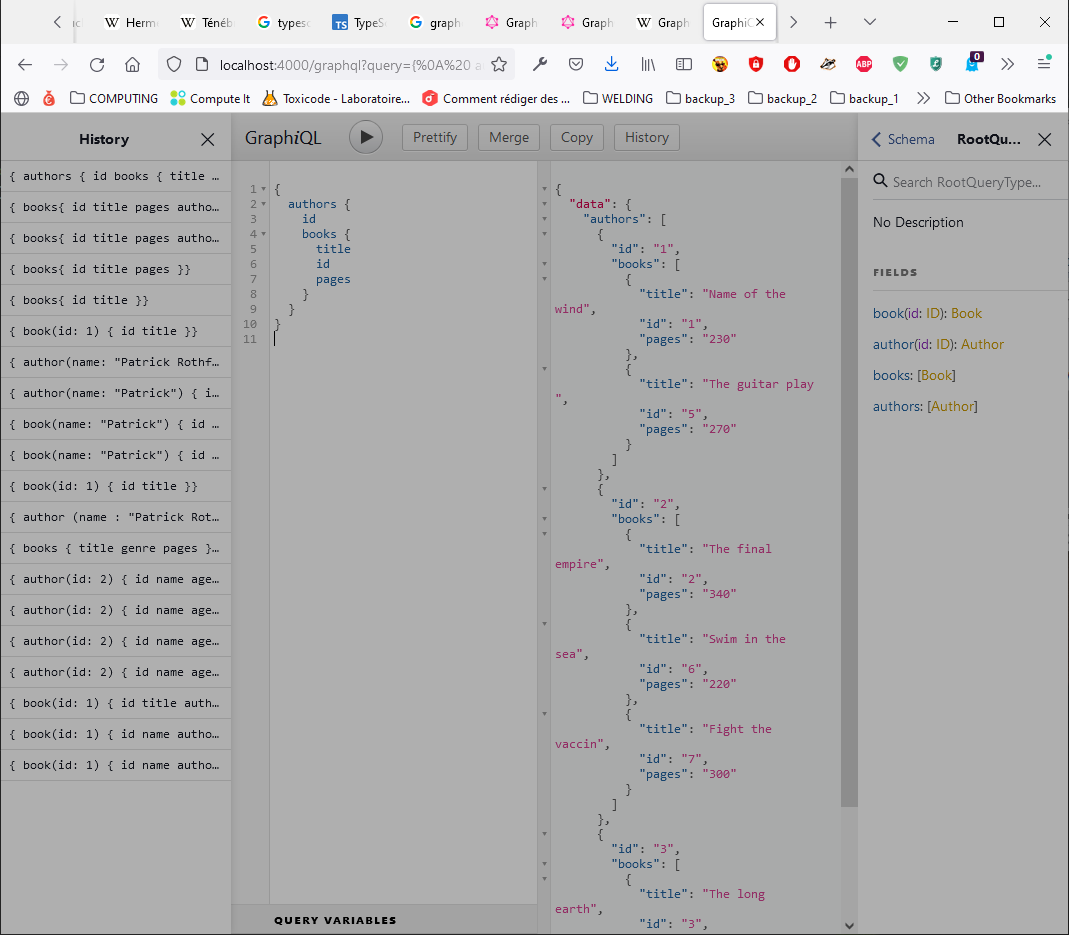 Herm
Ténéb
typesc
TS TypeS
graph
Graph
Graph
Graph
GraphiQ
localhost:4000/graphql?query={%0A%20 a
ABP
0
COMPUTING
Compute It
Toxicode - Laboratoire...
Comment rédiger des ...
WELDING
backup_3
backup_2
backup_1
Other Bookmarks
History
{ authors { id books { title …
{ books{ id title pages autho…
{ books{ id title pages autho…
{ books{ id title pages }}
{ books{ id title }}
{ book(id: 1) { id title }}
{ author(name: "Patrick Rothf…
{ author(name: "Patrick") { i…
{ book(name: "Patrick") { id …
{ book(name: "Patrick") { id …
{ book(id: 1) { id title }}
{ author (name : "Patrick Rot…
{ books { title genre pages }…
{ author(id: 2) { id name age…
{ author(id: 2) { id name age…
{ author(id: 2) { id name age…
{ author(id: 2) { id name age…
{ book(id: 1) { id title auth…
{ book(id: 1) { id name autho…
{ book(id: 1) { id name autho…
GraphiQL
Prettify
Merge
Copy
History
1 {
2 authors {
3 id
4 books {
5 title
6 id
7 pages
8 }
9 }
10 }
11
QUERY VARIABLES
{
"data": {
"authors": [
{
"id": "1",
"books": [
{
"title": "Name of the
wind",
"id": "1",
"pages": "230"
},
{
"title": "The guitar play
",
"id": "5",
"pages": "270"
}
]
},
{
"id": "2",
"books": [
{
"title": "The final
empire",
"id": "2",
"pages": "340"
},
{
"title": "Swim in the
sea",
"id": "6",
"pages": "220"
},
{
"title": "Fight the
vaccin",
"id": "7",
"pages": "300"
}
]
},
{
"id": "3",
"books": [
{
"title": "The long
earth",
"id": "3",
Schema
RootQu...
Search RootQueryType...
No Description
FIELDS
book(id: ID): Book
author(id: ID): Author
books: [Book]
authors: [Author]